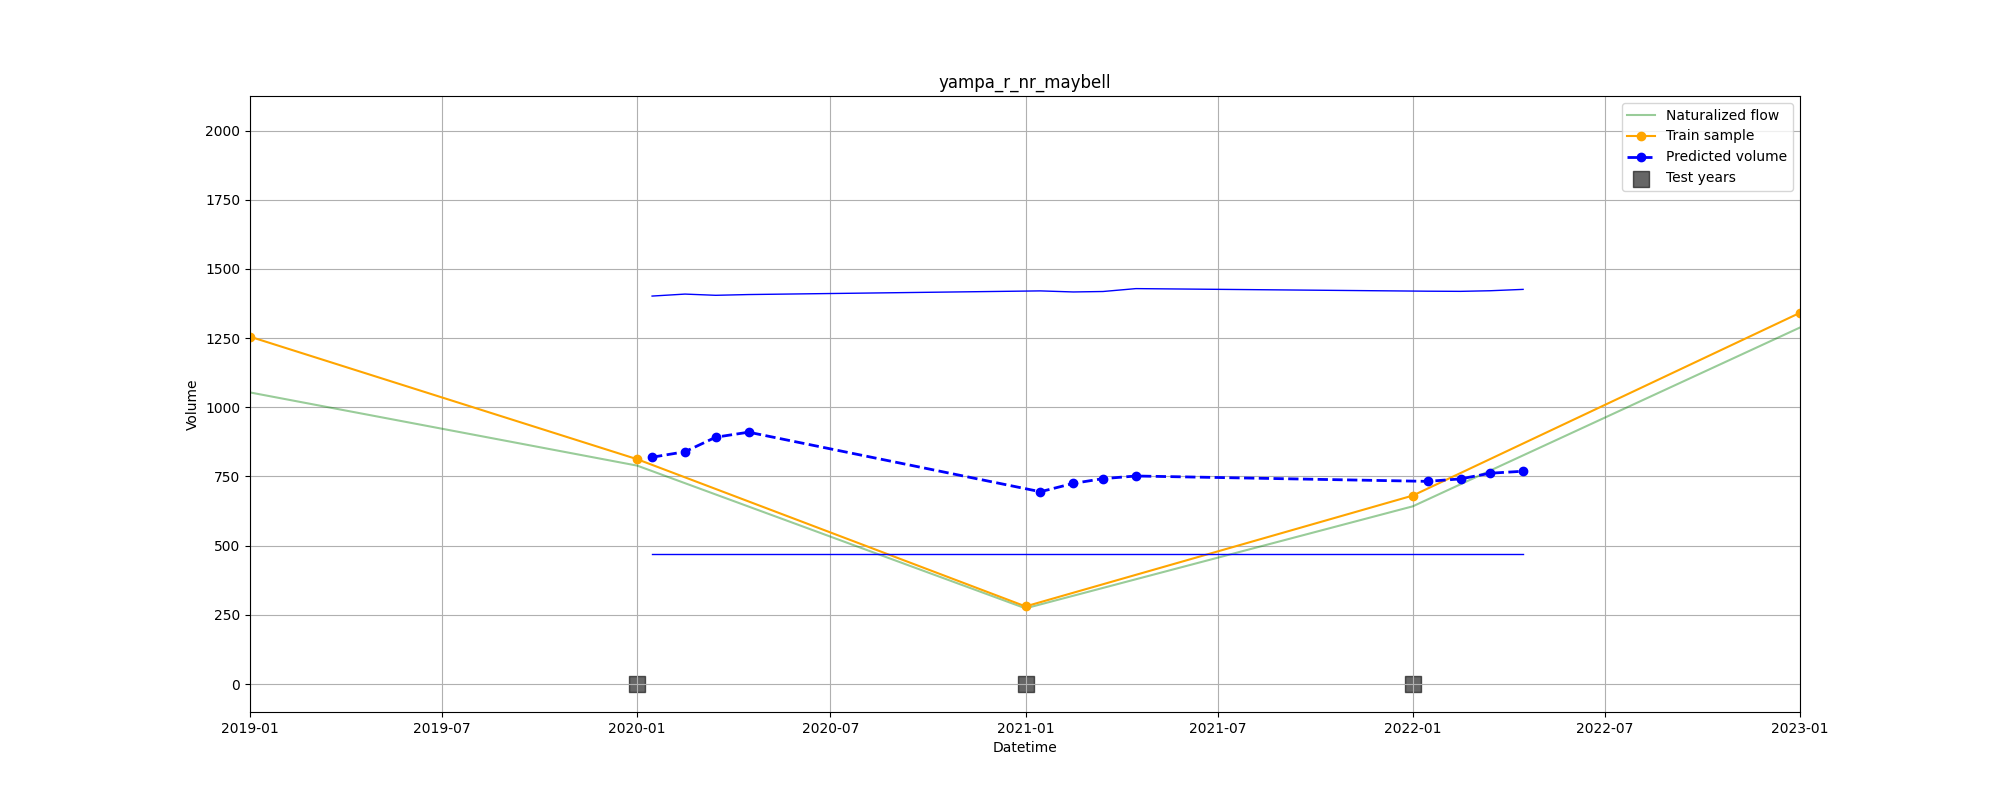 yampa_r_nr_maybell
Naturalized flow
Train sample
Predicted volume
Test years
2000
1750
1500
1250
1000
750
500
250
0
Volume
2019-01 2019-07 2020-01 2020-07 2021-01 2021-07 2022-01 2022-07 2023-01
Datetime